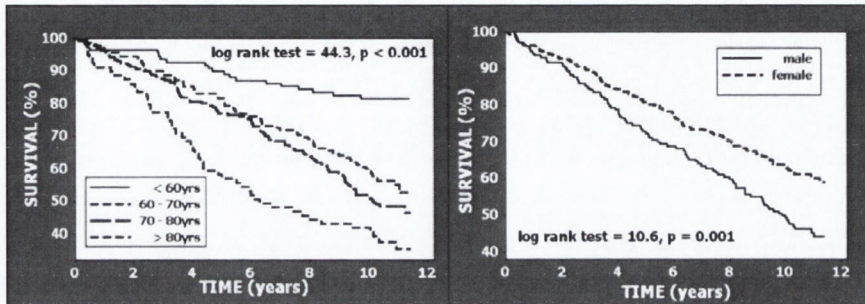 log rank test = 44.3, p < 0.001
SURVIVAL (%)
100
90
80
70
60
50
40
< 60yrs
60 - 70yrs
70 - 80yrs
> 80yrs
0 2 4 6 8 10 12
TIME (years)
male
female
SURVIVAL (%)
100
90
80
70
60
50
40
log rank test = 10.6, p = 0.001
0 2 4 6 8 10 12
TIME (years)